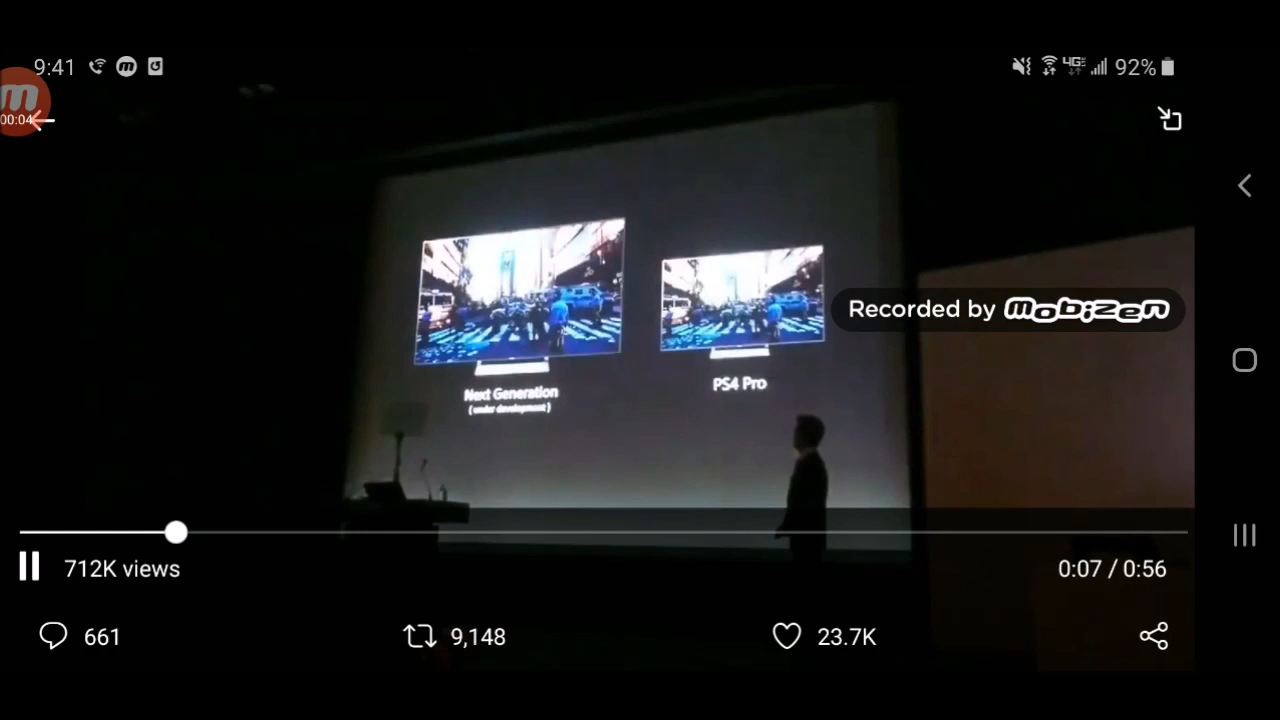 9:41
92%
00:04
Recorded by mobizen
Next Generation
( under development )
PS4 Pro
712K views
0:07 / 0:56
661
9,148
23.7K